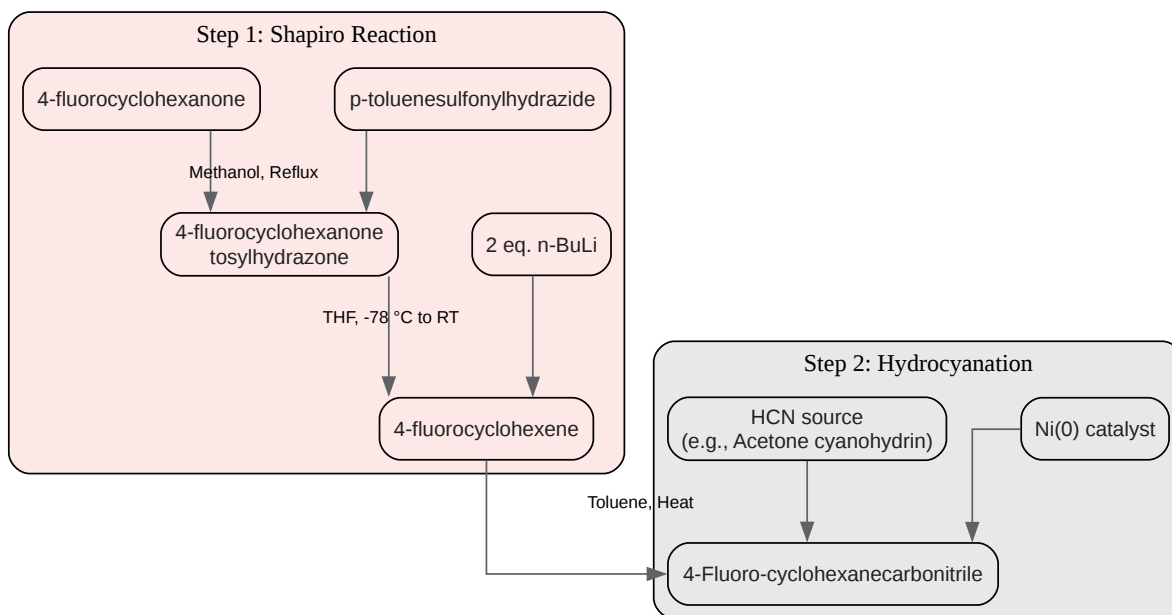 Step 1: Shapiro Reaction
4-fluorocyclohexanone
p-toluenesulfonylhydrazide
Methanol, Reflux
4-fluorocyclohexanone
tosylhydrazone
2 eq. n-BuLi
THF, -78 °C to RT
4-fluorocyclohexene
Step 2: Hydrocyanation
HCN source
(e.g., Acetone cyanohydrin)
Ni(0) catalyst
Toluene, Heat
4-Fluoro-cyclohexanecarbonitrile